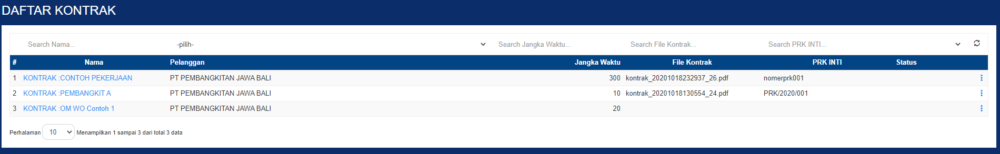 DAFTAR KONTRAK
Search Nama... -pilih- Search Jangka Waktu... Search File Kontrak... Search PRK INTI...
# Nama Pelanggan Jangka Waktu File Kontrak PRK INTI Status
1 KONTRAK :CONTOH PEKERJAAN PT PEMBANGKITAN JAWA BALI 300 kontrak_20201018232937_26.pdf nomerprk001
2 KONTRAK :PEMBANGKIT A PT PEMBANGKITAN JAWA BALI 10 kontrak_20201018130554_24.pdf PRK/2020/001
3 KONTRAK :OM WO Contoh 1 PT PEMBANGKITAN JAWA BALI 20
Perhalaman 10 Menampilkan 1 sampai 3 dari total 3 data